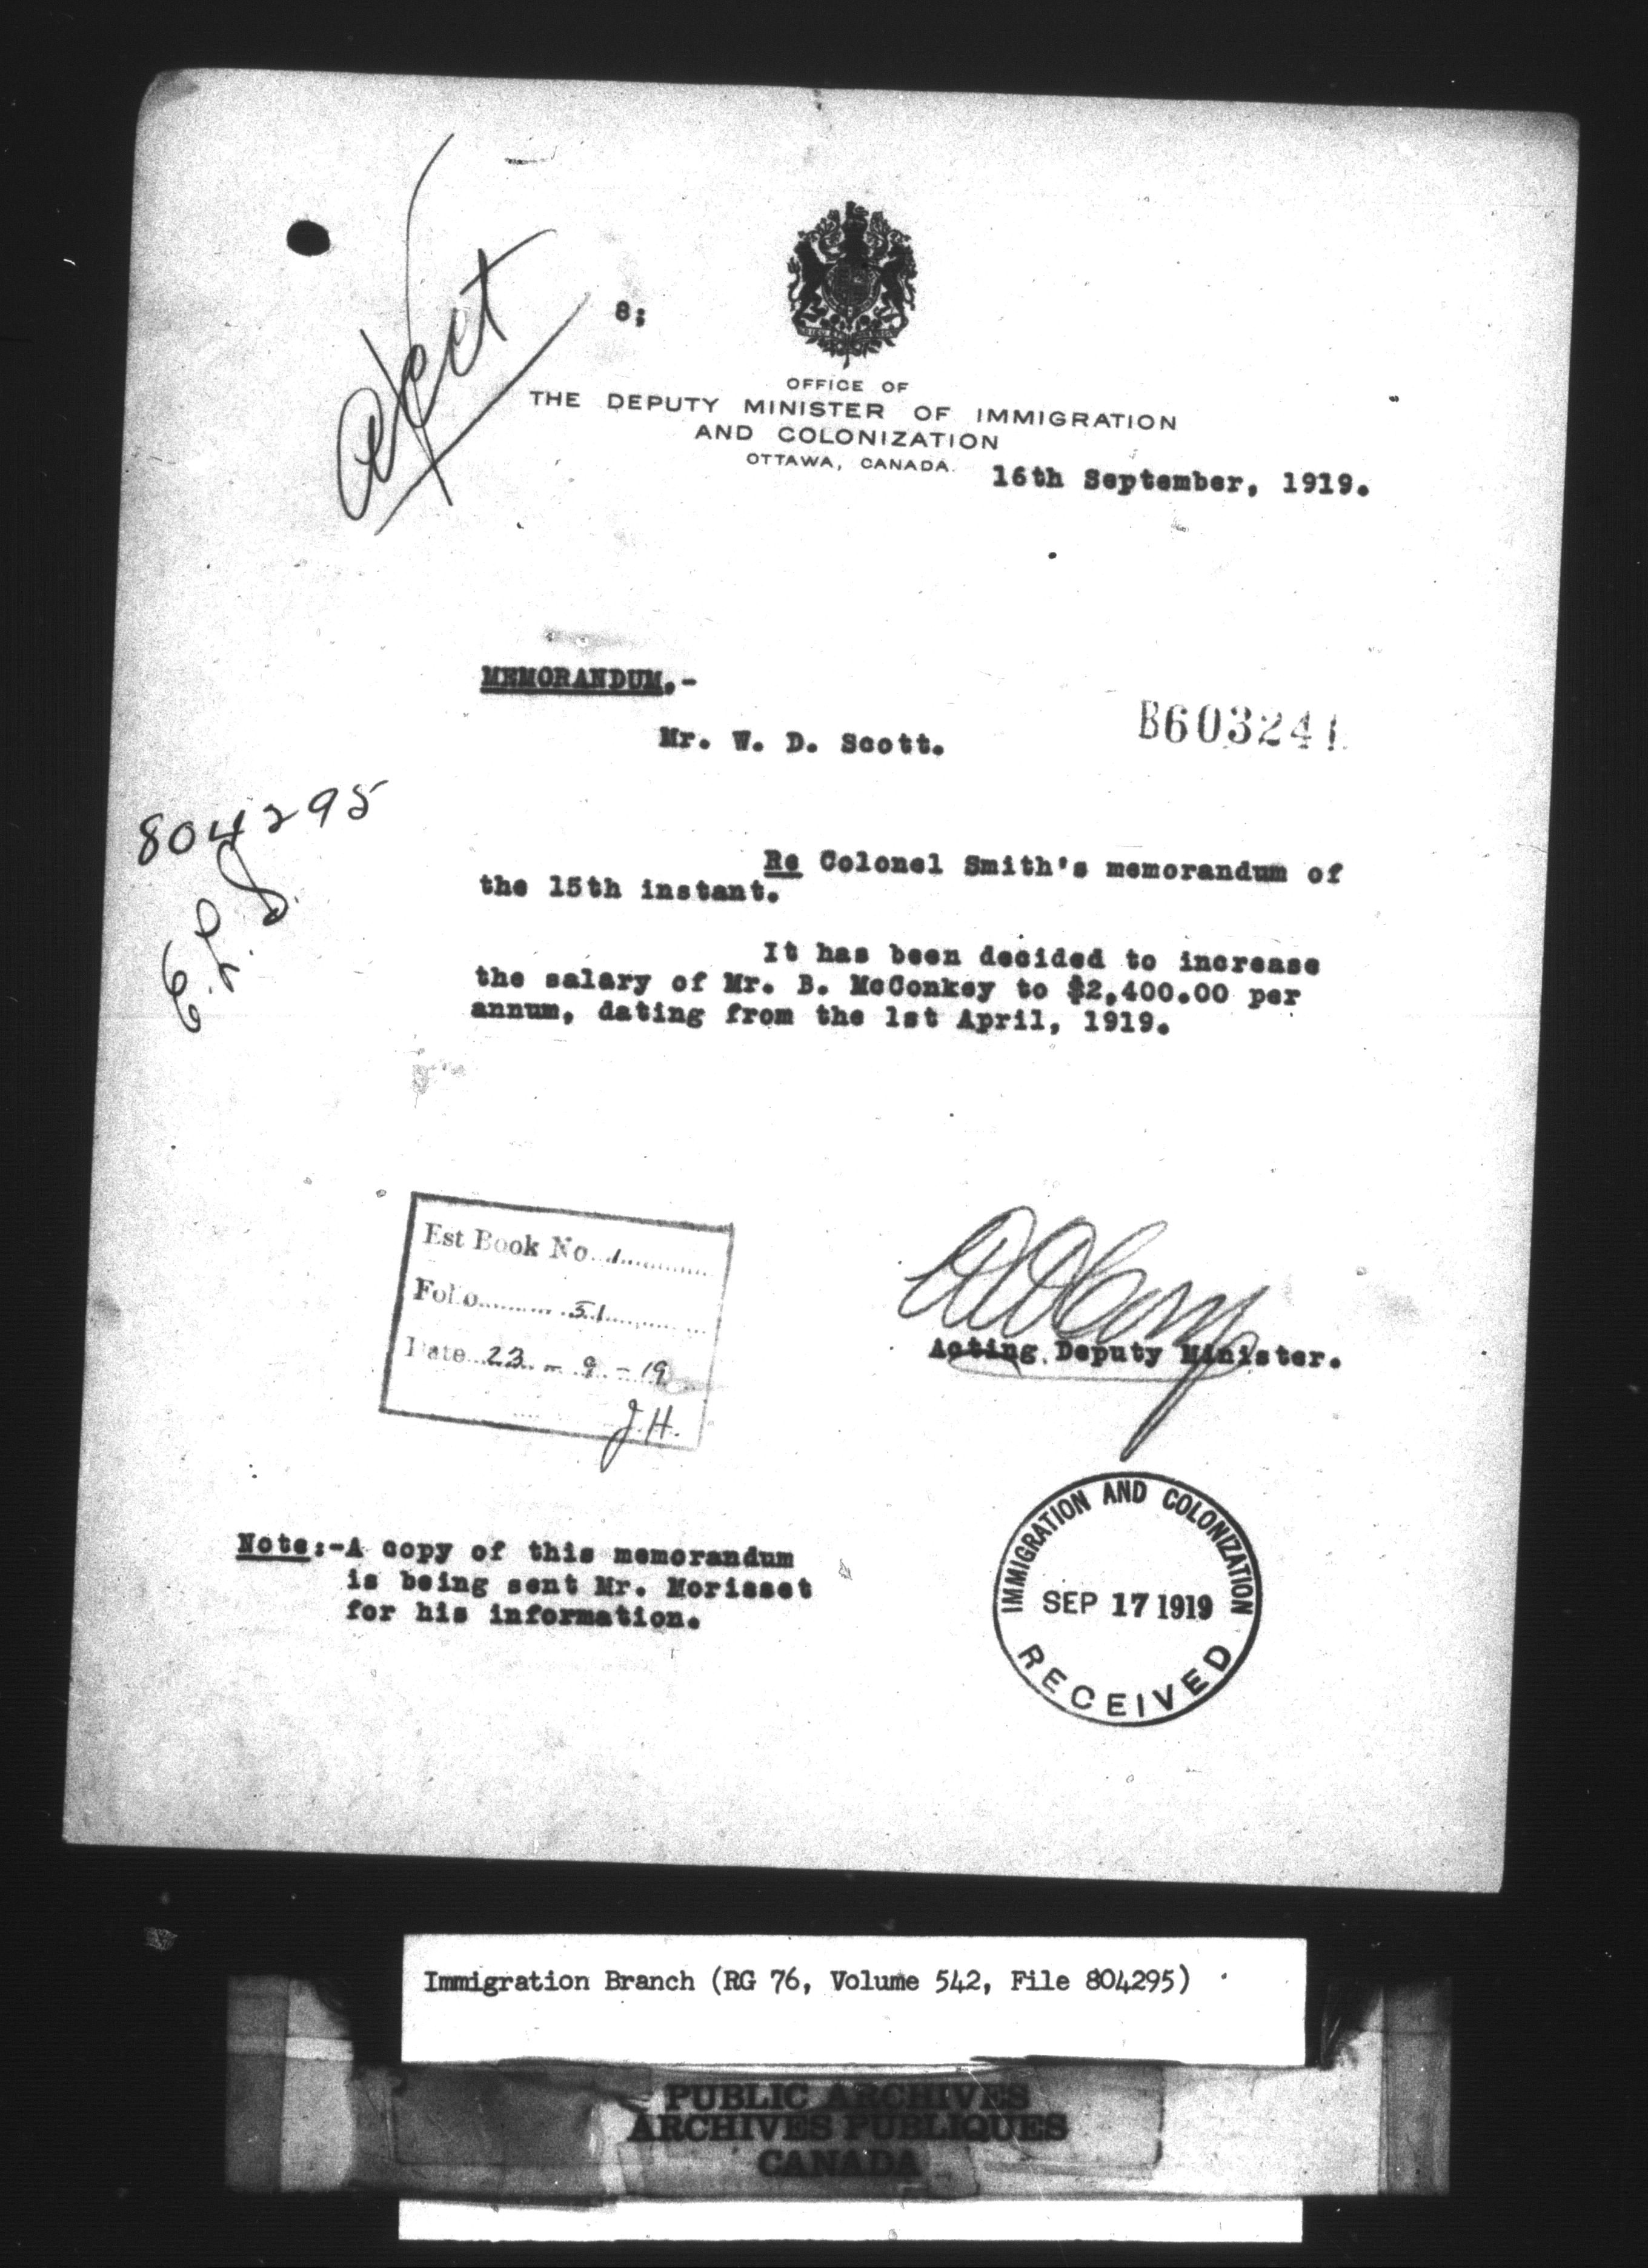 8;
OFFICE OF
THE DEPUTY MINISTER OF IMMIGRATION
AND COLONIZATION
OTTAWA, CANADA.
16th September, 1919.
MEMORANDUM.-
B603241
Mr. W. D. Scott.
804295
E.L.S.
Re Colonel Smith's memorandum of
the 15th instant.
It has been decided to increase
the salary of Mr. B. McConkey to $2,400.00 per
annum, dating from the 1st April, 1919.
Est Book No. 1
Folio 51
Date 23-9-19
J.H.
Acting Deputy Minister.
Note:-A copy of this memorandum
is being sent Mr. Morisset
for his information.
IMMIGRATION AND COLONIZATION
SEP 17 1919
RECEIVED
Immigration Branch (RG 76, Volume 542, File 804295)
PUBLIC ARCHIVES
ARCHIVES PUBLIQUES
CANADA